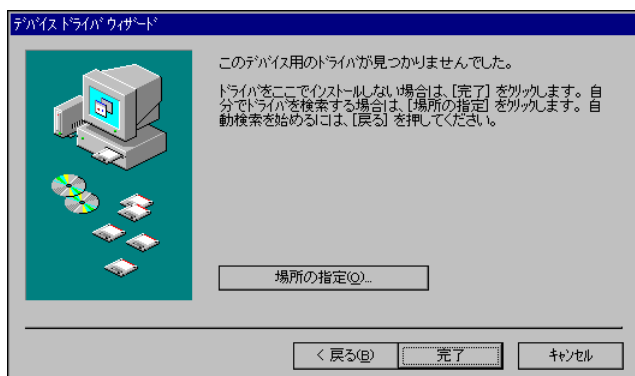 ﾃﾞﾊﾞｲｽ ﾄﾞﾗｲﾊﾞ ｳｨｻﾞｰﾄﾞ
このﾃﾞﾊﾞｲｽ用のﾄﾞﾗｲﾊﾞが見つかりませんでした。
ﾄﾞﾗｲﾊﾞをここでｲﾝｽﾄｰﾙしない場合は、[完了] をｸﾘｯｸします。自
分でﾄﾞﾗｲﾊﾞを検索する場合は、[場所の指定] をｸﾘｯｸします。自
動検索を始めるには、[戻る] を押してください。
場所の指定(O)...
< 戻る(B)
完了
ｷｬﾝｾﾙ